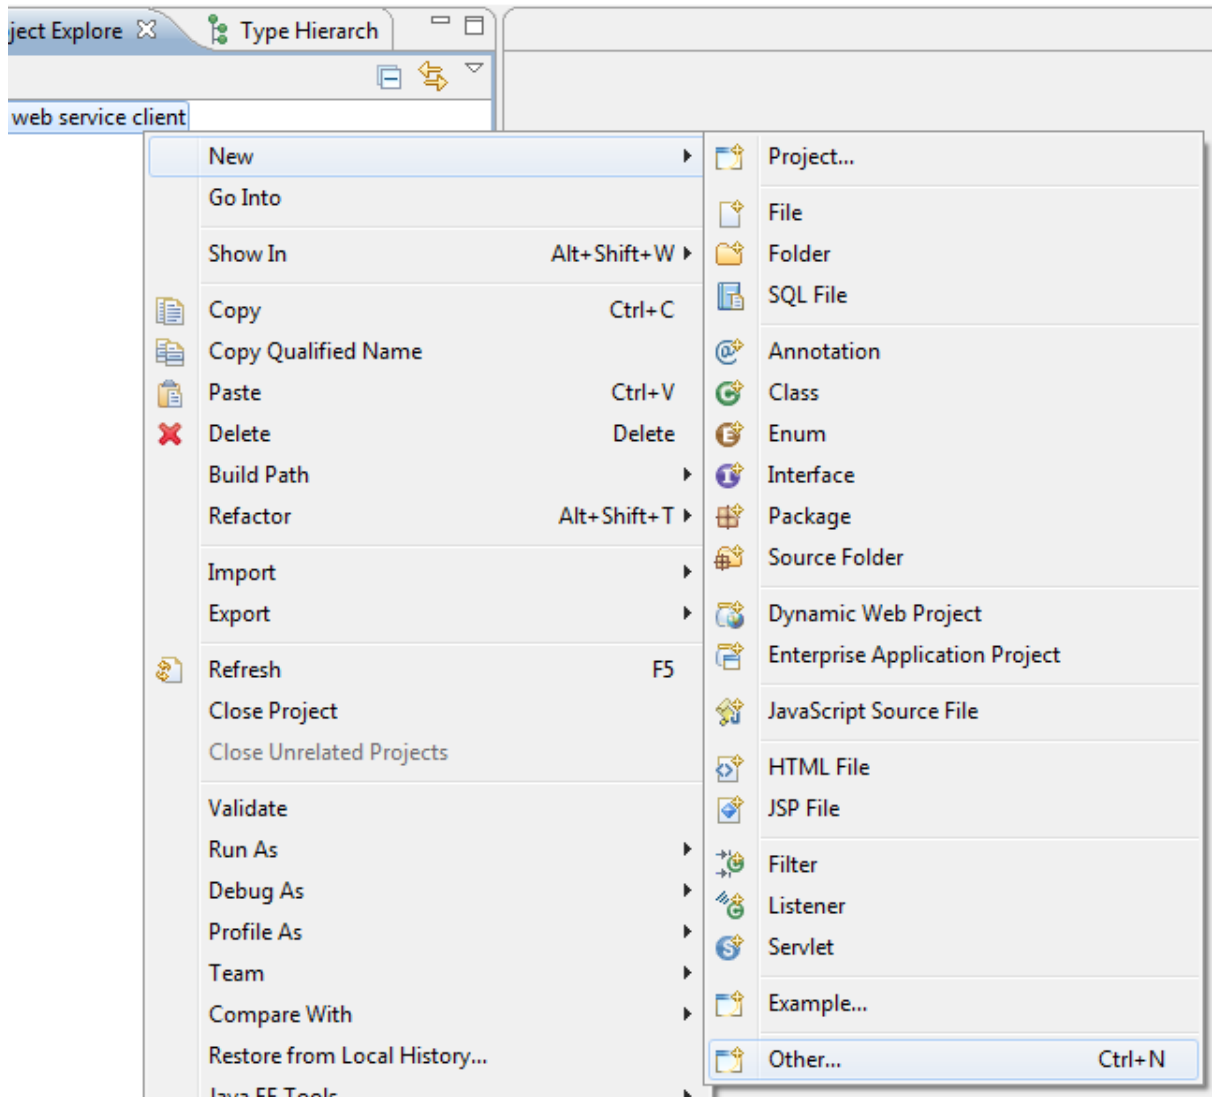 ject Explore Type Hierarch
web service client
New
Go Into
Show In Alt+Shift+W
Copy Ctrl+C
Copy Qualified Name
Paste Ctrl+V
Delete Delete
Build Path
Refactor Alt+Shift+T
Import
Export
Refresh F5
Close Project
Close Unrelated Projects
Validate
Run As
Debug As
Profile As
Team
Compare With
Restore from Local History...
Java EE Tools
Project...
File
Folder
SQL File
Annotation
Class
Enum
Interface
Package
Source Folder
Dynamic Web Project
Enterprise Application Project
JavaScript Source File
HTML File
JSP File
Filter
Listener
Servlet
Example...
Other... Ctrl+N